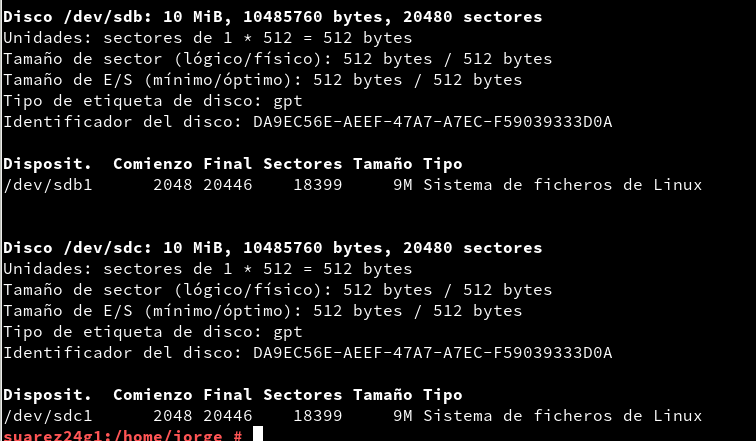 Disco /dev/sdb: 10 MiB, 10485760 bytes, 20480 sectores
Unidades: sectores de 1 * 512 = 512 bytes
Tamaño de sector (lógico/físico): 512 bytes / 512 bytes
Tamaño de E/S (mínimo/óptimo): 512 bytes / 512 bytes
Tipo de etiqueta de disco: gpt
Identificador del disco: DA9EC56E-AEEF-47A7-A7EC-F59039333D0A
Disposit.  Comienzo Final Sectores Tamaño Tipo
/dev/sdb1      2048 20446    18399     9M Sistema de ficheros de Linux
Disco /dev/sdc: 10 MiB, 10485760 bytes, 20480 sectores
Unidades: sectores de 1 * 512 = 512 bytes
Tamaño de sector (lógico/físico): 512 bytes / 512 bytes
Tamaño de E/S (mínimo/óptimo): 512 bytes / 512 bytes
Tipo de etiqueta de disco: gpt
Identificador del disco: DA9EC56E-AEEF-47A7-A7EC-F59039333D0A
Disposit.  Comienzo Final Sectores Tamaño Tipo
/dev/sdc1      2048 20446    18399     9M Sistema de ficheros de Linux
suarez24g1:/home/jorge #